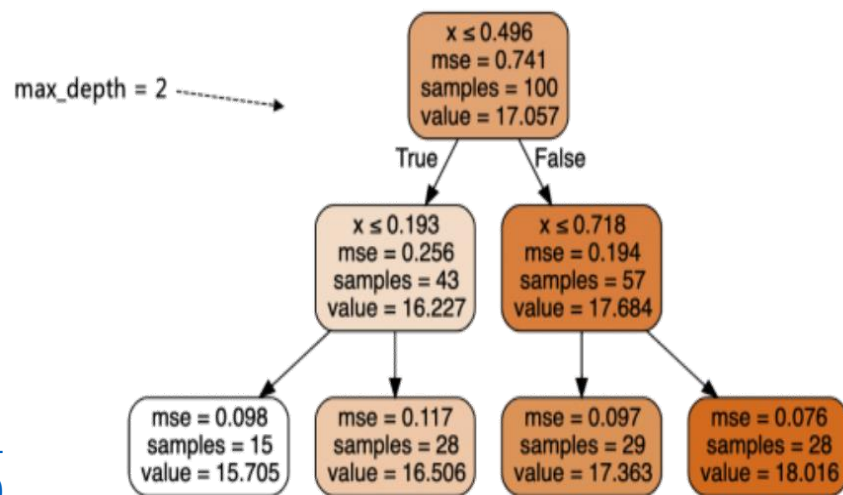 x ≤ 0.496
mse = 0.741
samples = 100
value = 17.057
max_depth = 2
True
False
x ≤ 0.193
mse = 0.256
samples = 43
value = 16.227
x ≤ 0.718
mse = 0.194
samples = 57
value = 17.684
mse = 0.098
samples = 15
value = 15.705
mse = 0.117
samples = 28
value = 16.506
mse = 0.097
samples = 29
value = 17.363
mse = 0.076
samples = 28
value = 18.016